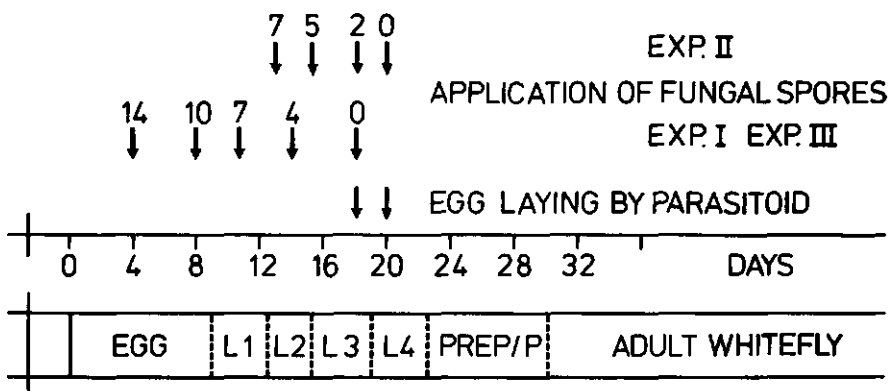 7 5 2 0
EXP. II
APPLICATION OF FUNGAL SPORES
14 10 7 4 0
EXP. I EXP. III
EGG LAYING BY PARASITOID
0 4 8 12 16 20 24 28 32 DAYS
EGG L1 L2 L3 L4 PREP/P ADULT WHITEFLY